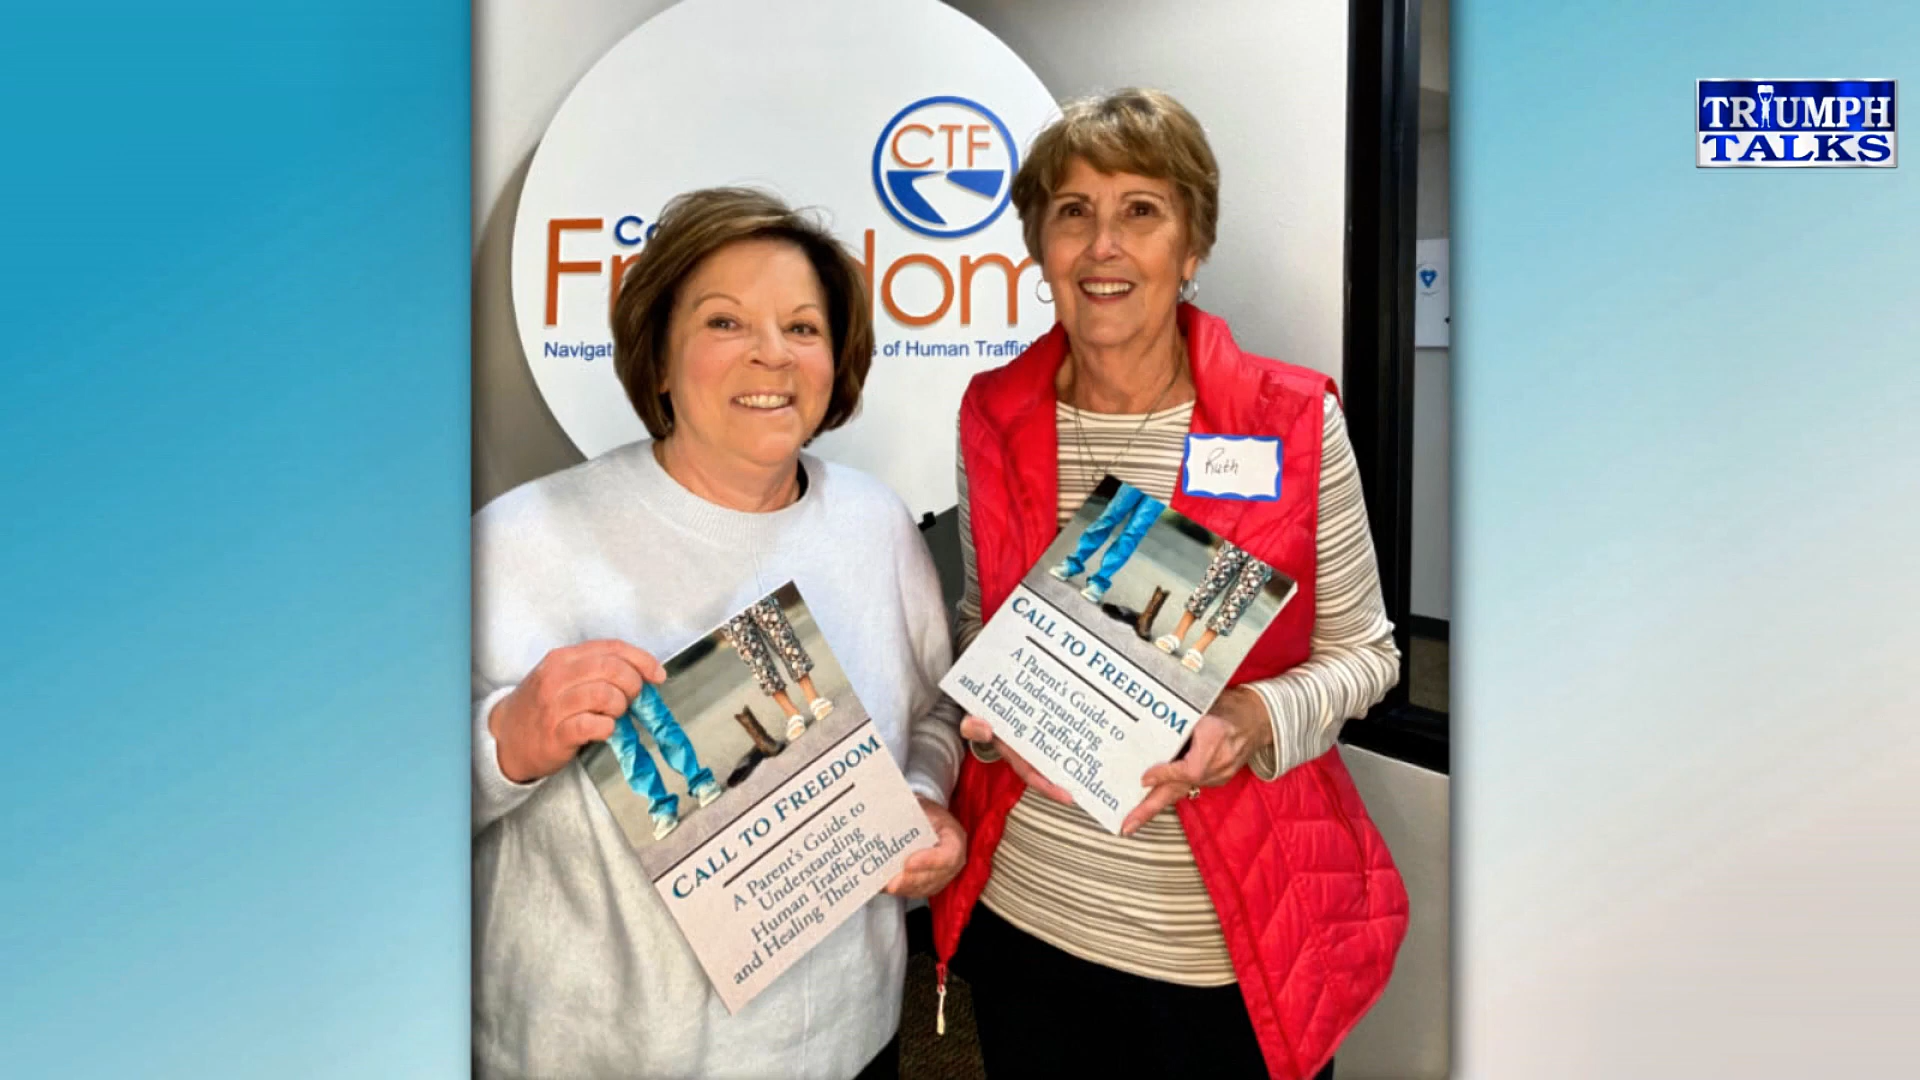 TRIUMPH
TALKS
CTF
Freedom
Navigat
s of Human Traffic
Ruth
CALL TO FREEDOM
A Parent's Guide to
Understanding
Human Trafficking
and Healing Their Children
CALL TO FREEDOM
A Parent's Guide to
Understanding
Human Trafficking
and Healing Their Children